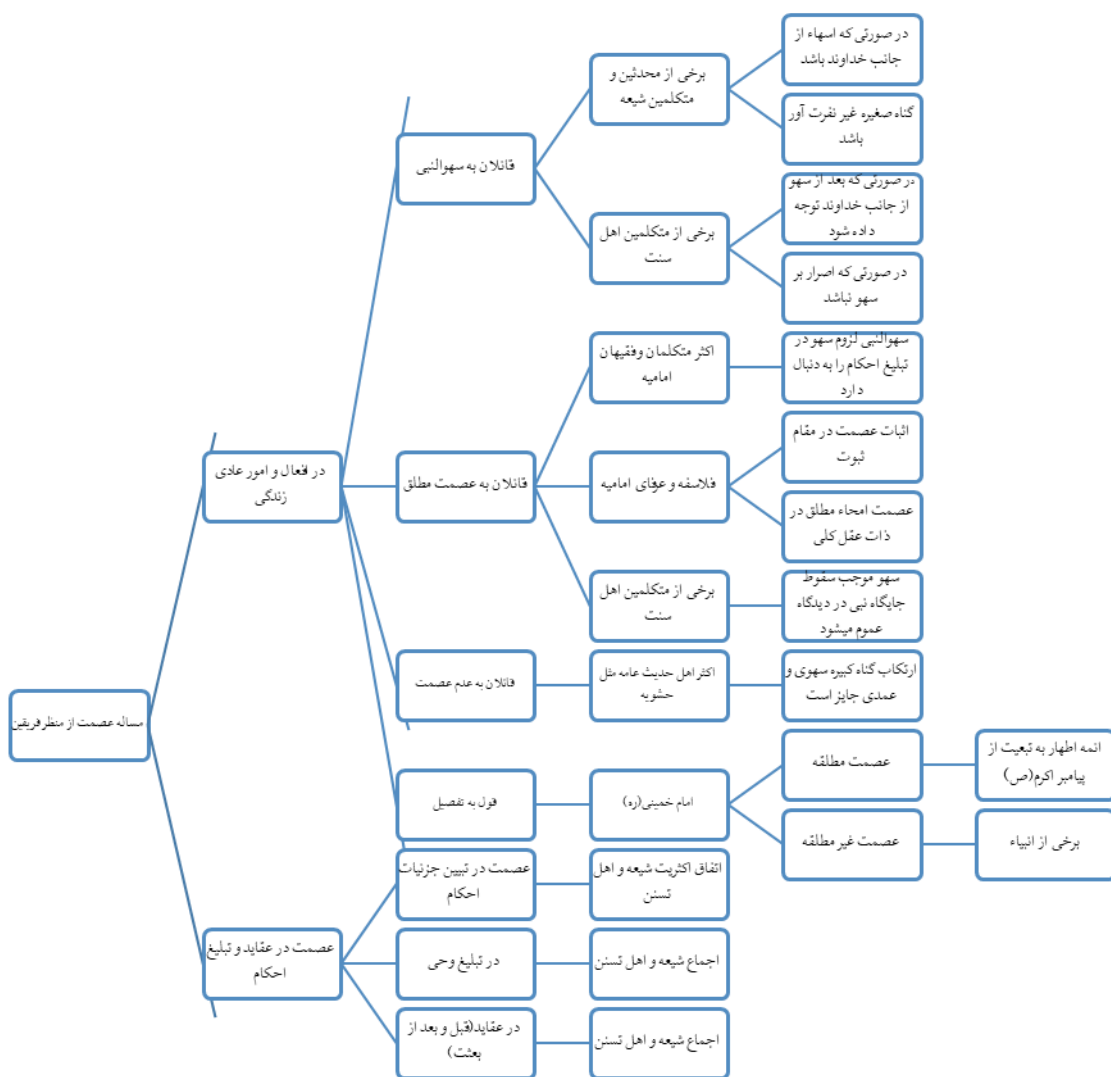 مساله عصمت از منظر فریقین
در افعال و امور عادی
زندگی
قائلان به سهوالنبی
برخی از محدثین و
متکلمین شیعه
در صورتی که اسهاء از
جانب خداوند باشد
گناه صغیره غیر نفرت آور
باشد
برخی از متکلمین اهل
سنت
در صورتی که بعد از سهو
از جانب خداوند توجه
داده شود
در صورتی که اصرار بر
سهو نباشد
قائلان به عصمت مطلق
اکثر متکلمان وفقیهان
امامیه
سهوالنبی لزوم سهو در
تبلیغ احکام را به دنبال
دارد
فلاسفه و عرفای امامیه
اثبات عصمت در مقام
ثبوت
عصمت امحاء مطلق در
ذات عقل کلی
برخی از متکلمین اهل
سنت
سهو موجب سقوط
جایگاه نبی در دیدگاه
عموم میشود
قائلان به عدم عصمت
اکثر اهل حدیث عامه مثل
حشویه
ارتکاب گناه کبیره سهوی و
عمدی جایز است
قول به تفصیل
امام خمینی(ره)
عصمت مطلقه
ائمه اطهار به تبعیت از
پیامبر اکرم(ص)
عصمت غیر مطلقه
برخی از انبیاء
عصمت در عقاید و تبلیغ
احکام
عصمت در تبیین جزئیات
احکام
اتفاق اکثریت شیعه و اهل
تسنن
در تبلیغ وحی
اجماع شیعه و اهل تسنن
در عقاید(قبل و بعد از
بعثت)
اجماع شیعه و اهل تسنن